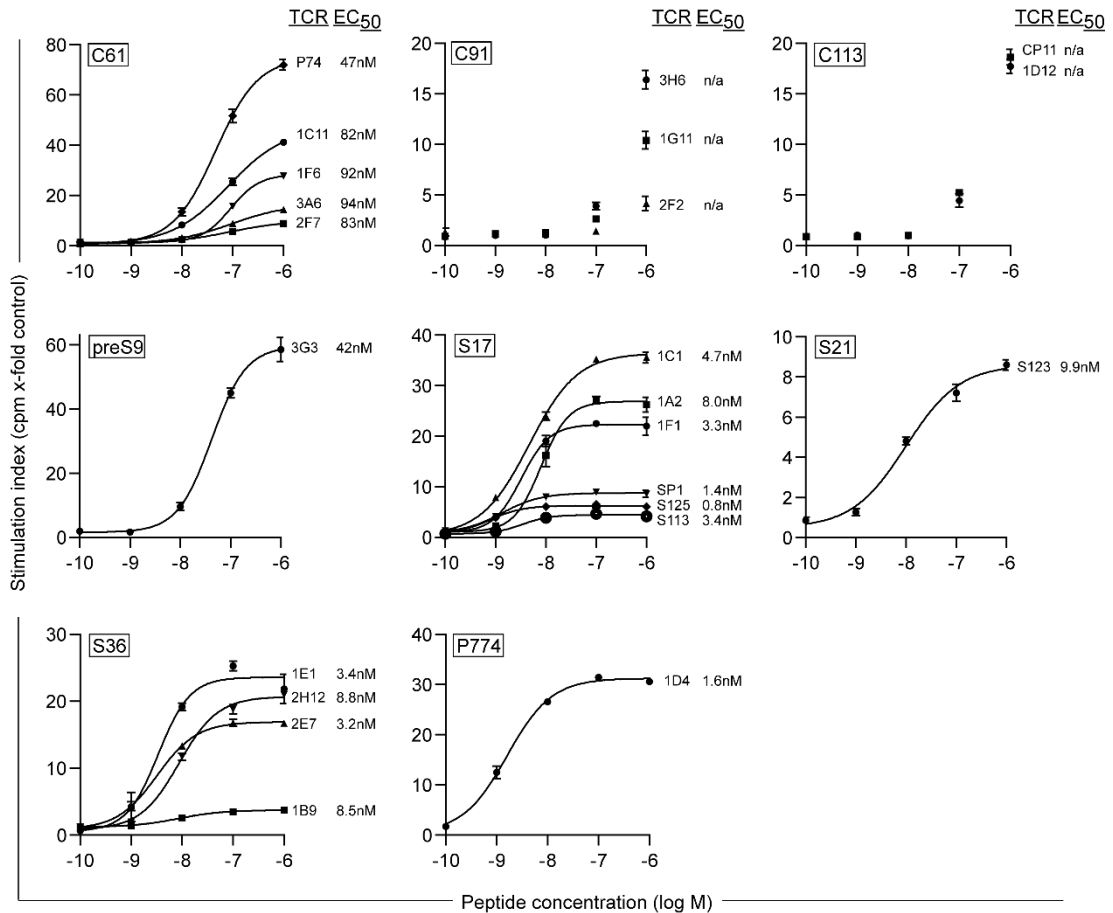 TCR EC50 TCR EC50 TCR EC50
C61 C91 C113
80 20 20
60 15 15
40 10 10
20 5 5
0 0 0
P74 47nM
1C11 82nM
1F6 92nM
3A6 94nM
2F7 83nM
3H6 n/a
1G11 n/a
2F2 n/a
CP11 n/a
1D12 n/a
-10 -9 -8 -7 -6 -10 -9 -8 -7 -6 -10 -9 -8 -7 -6
preS9 S17 S21
60 40 10
40 30 8
20 20 6
0 10 4
0 2
0
3G3 42nM
1C1 4.7nM
1A2 8.0nM
1F1 3.3nM
SP1 1.4nM
S125 0.8nM
S113 3.4nM
S123 9.9nM
-10 -9 -8 -7 -6 -10 -9 -8 -7 -6 -10 -9 -8 -7 -6
S36 P774
30 40
20 30
10 20
0 10
0
1E1 3.4nM
2H12 8.8nM
2E7 3.2nM
1B9 8.5nM
1D4 1.6nM
-10 -9 -8 -7 -6 -10 -9 -8 -7 -6
Stimulation index (cpm x-fold control)
Peptide concentration (log M)